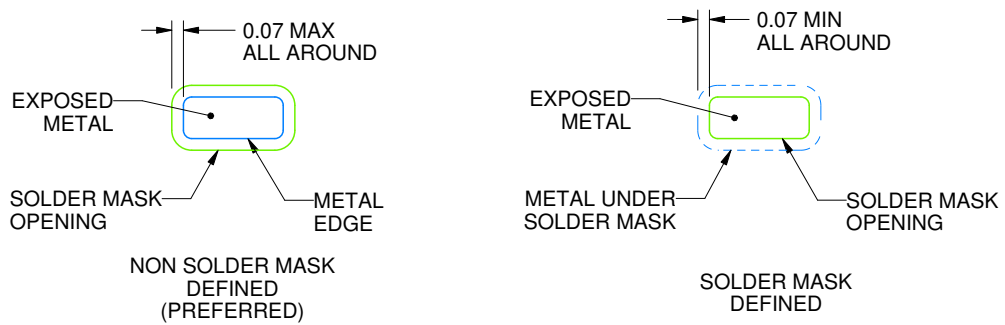 0.07 MAX
ALL AROUND
EXPOSED
METAL
SOLDER MASK
OPENING
METAL
EDGE
NON SOLDER MASK
DEFINED
(PREFERRED)
0.07 MIN
ALL AROUND
EXPOSED
METAL
METAL UNDER
SOLDER MASK
SOLDER MASK
OPENING
SOLDER MASK
DEFINED